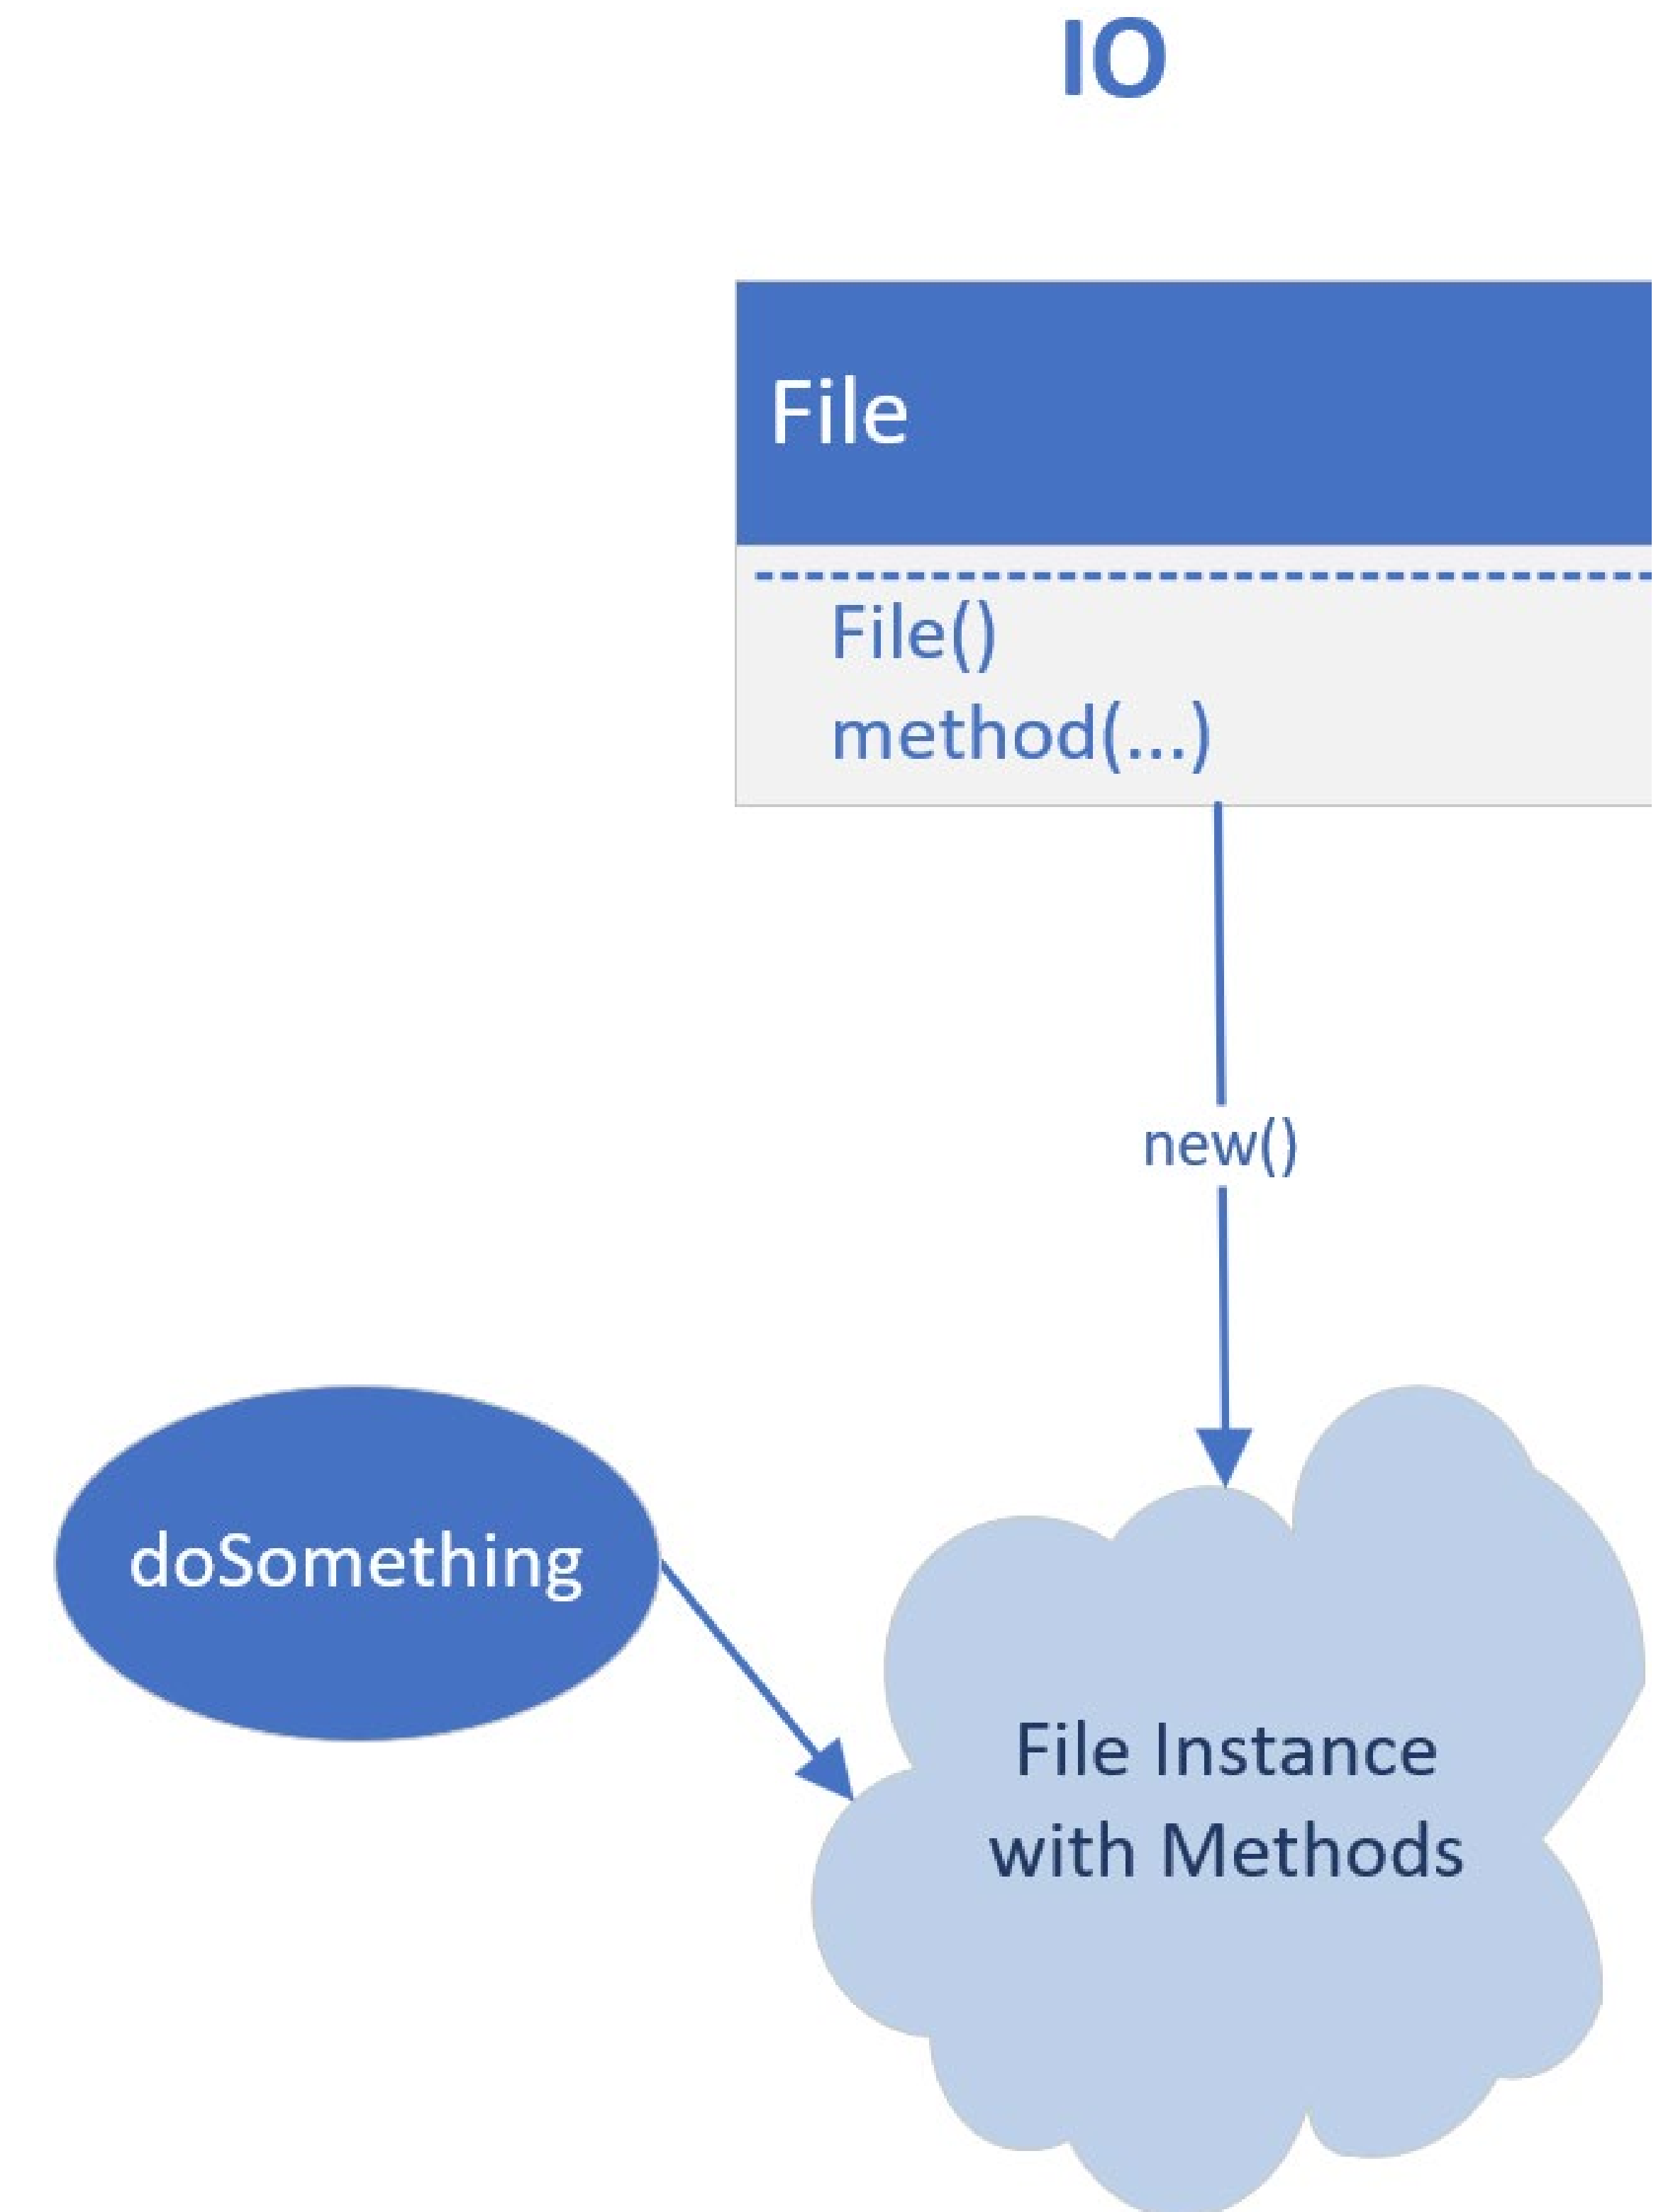 IO
File
File()
method(...)
new()
doSomething
File Instance
with Methods